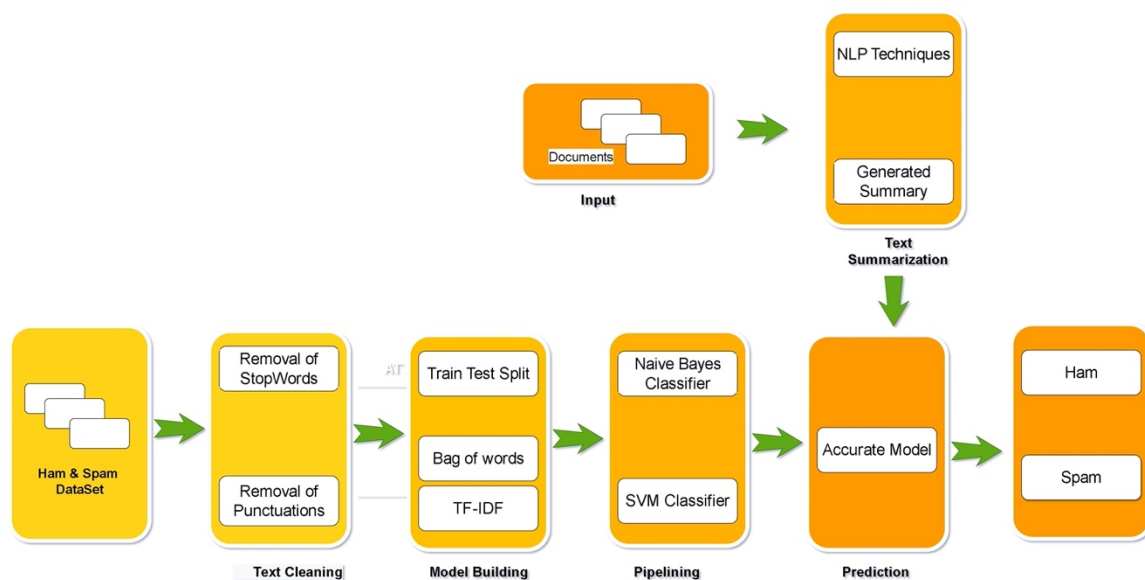 NLP Techniques
Documents
Generated
Summary
Input
Text
Summarization
Ham & Spam
DataSet
Removal of
StopWords
Removal of
Punctuations
Text Cleaning
Train Test Split
Bag of words
TF-IDF
Model Building
Naive Bayes
Classifier
SVM Classifier
Pipelining
Accurate Model
Prediction
Ham
Spam